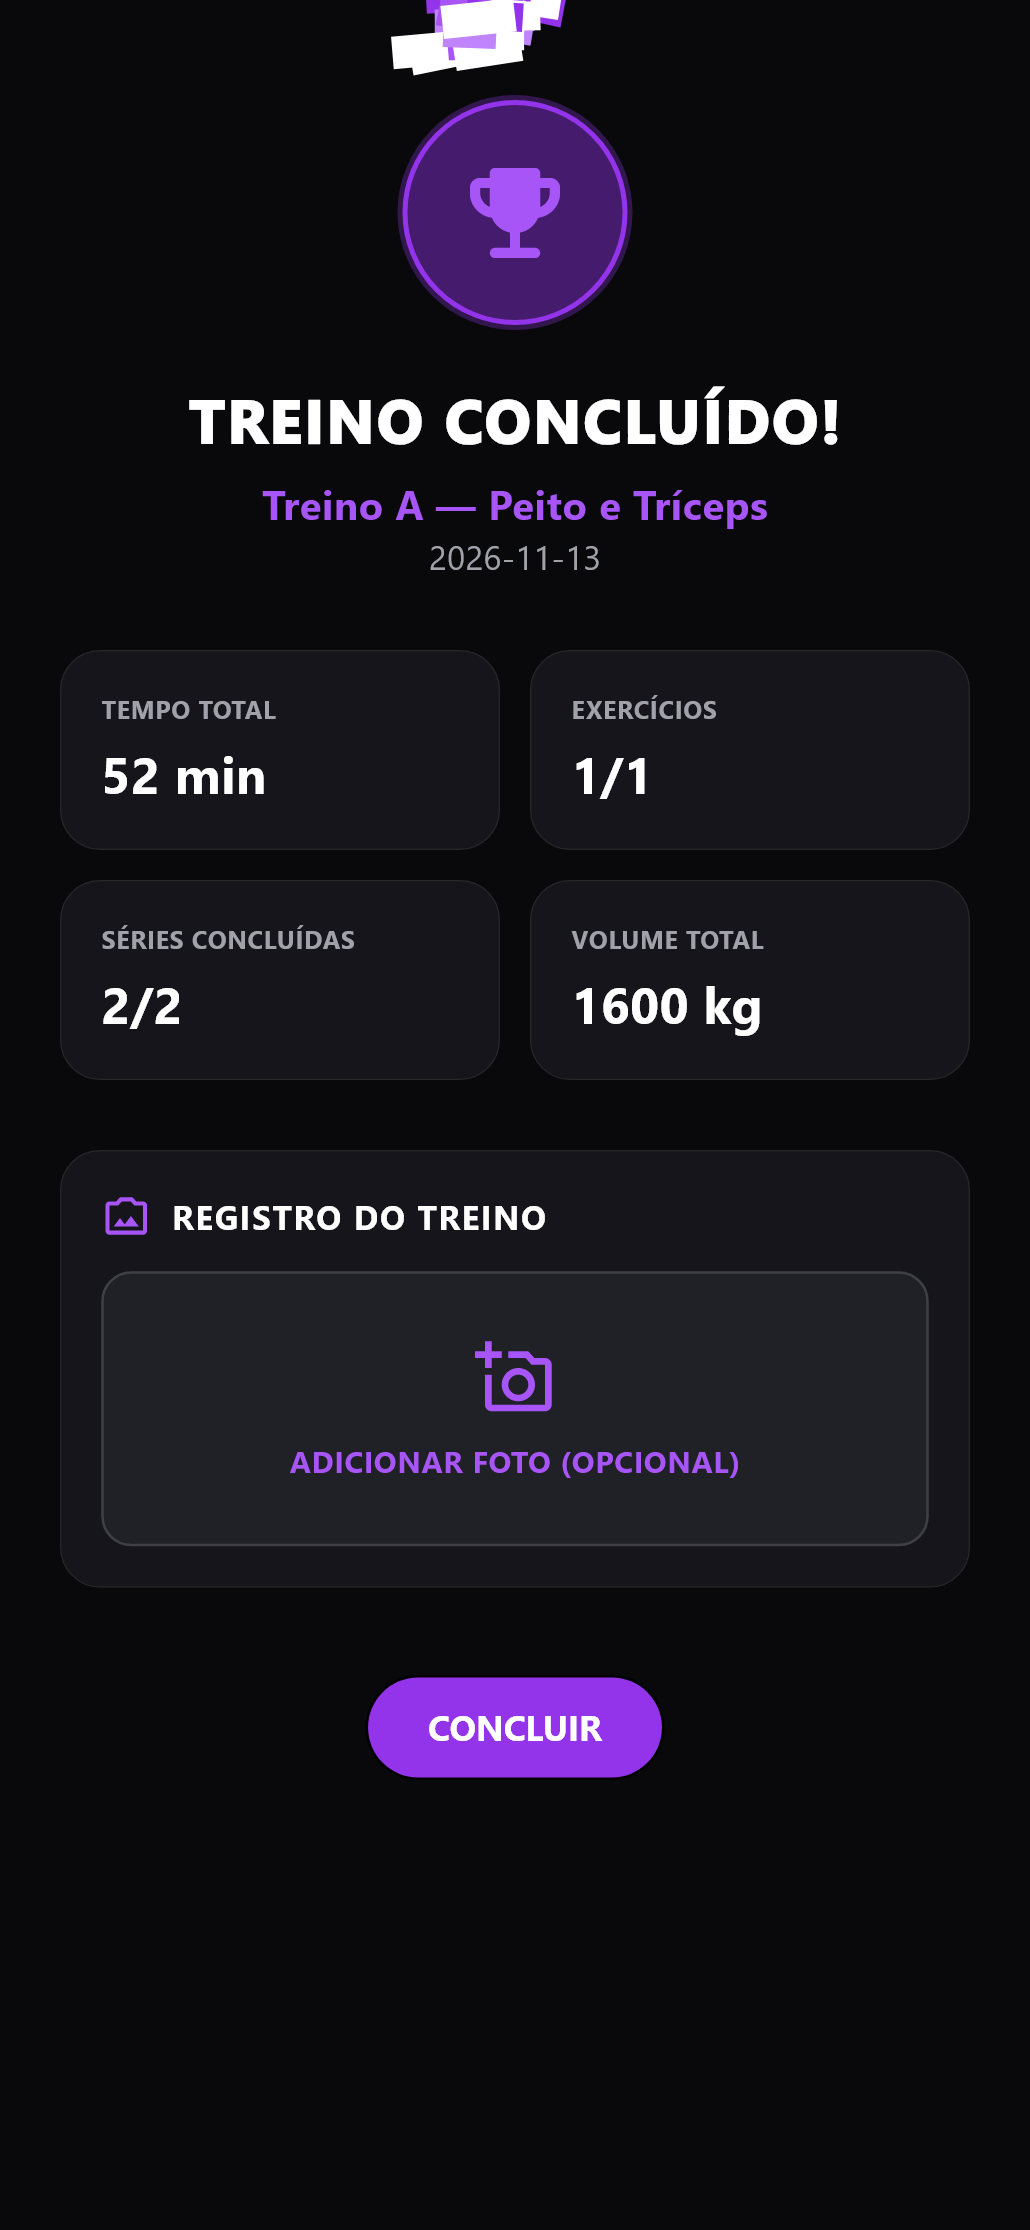 TREINO CONCLUÍDO!
Treino A — Peito e Tríceps
2026-11-13
TEMPO TOTAL
52 min
EXERCÍCIOS
1/1
SÉRIES CONCLUÍDAS
2/2
VOLUME TOTAL
1600 kg
REGISTRO DO TREINO
ADICIONAR FOTO (OPCIONAL)
CONCLUIR